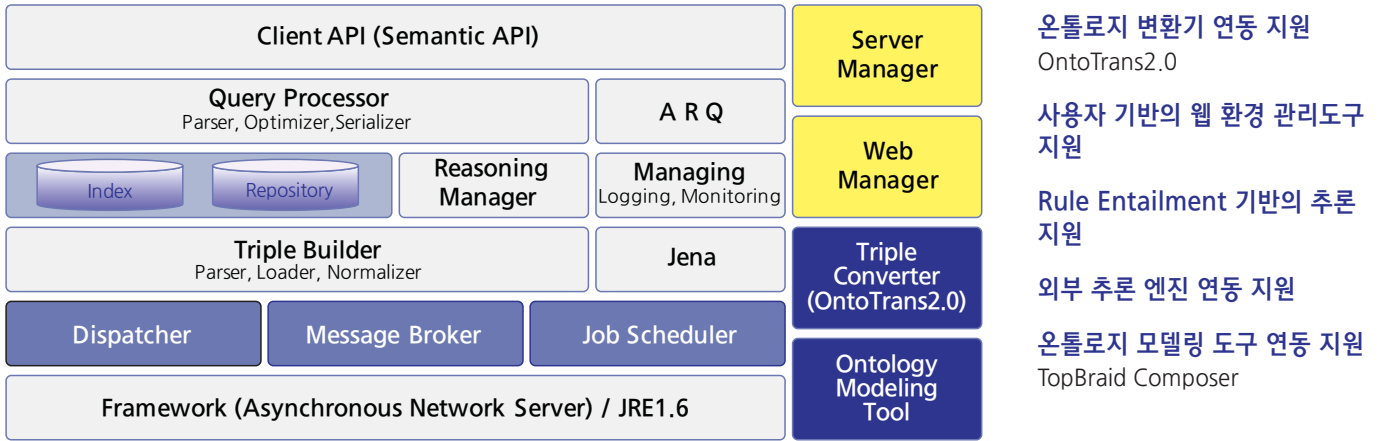 Client API (Semantic API)
Query Processor
Parser, Optimizer,Serializer
A R Q
Index
Repository
Reasoning
Manager
Managing
Logging, Monitoring
Triple Builder
Parser, Loader, Normalizer
Jena
Dispatcher
Message Broker
Job Scheduler
Framework (Asynchronous Network Server) / JRE1.6
Server
Manager
Web
Manager
Triple
Converter
(OntoTrans2.0)
Ontology
Modeling
Tool
온톨로지 변환기 연동 지원
OntoTrans2.0
사용자 기반의 웹 환경 관리도구
지원
Rule Entailment 기반의 추론
지원
외부 추론 엔진 연동 지원
온톨로지 모델링 도구 연동 지원
TopBraid Composer